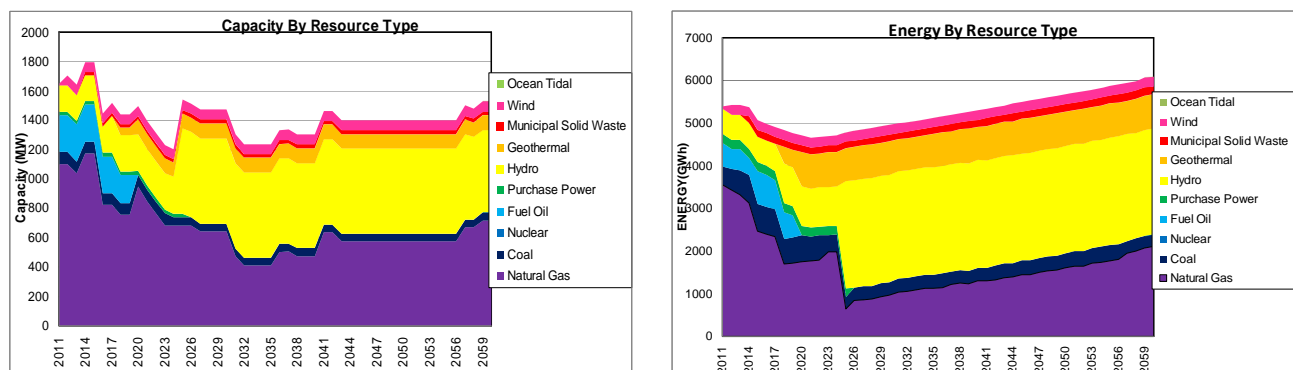 Capacity By Resource Type
Capacity (MW)
2000
1800
1600
1400
1200
1000
800
600
400
200
0
2011
2014
2017
2020
2023
2026
2029
2032
2035
2038
2041
2044
2047
2050
2053
2056
2059
Ocean Tidal
Wind
Municipal Solid Waste
Geothermal
Hydro
Purchase Power
Fuel Oil
Nuclear
Coal
Natural Gas
Energy By Resource Type
ENERGY(GWh)
7000
6000
5000
4000
3000
2000
1000
0
2011
2014
2017
2020
2023
2026
2029
2032
2035
2038
2041
2044
2047
2050
2053
2056
2059
Ocean Tidal
Wind
Municipal Solid Waste
Geothermal
Hydro
Purchase Power
Fuel Oil
Nuclear
Coal
Natural Gas